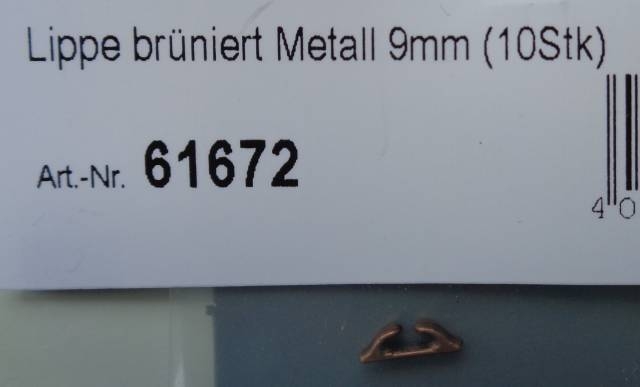 Lippe brüniert Metall 9mm (10Stk)
Art.-Nr. 61672
40